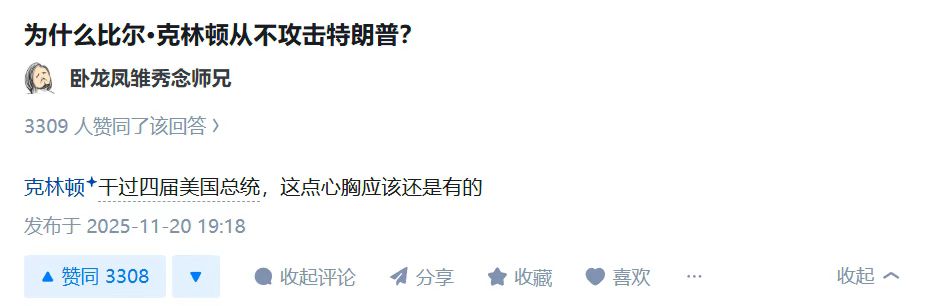 为什么比尔·克林顿从不攻击特朗普？
卧龙凤雏秀念师兄
3309 人赞同了该回答 >
克林顿干过四届美国总统，这点心胸应该还是有的
发布于 2025-11-20 19:18
赞同 3308 收起评论 分享 收藏 喜欢 ··· 收起